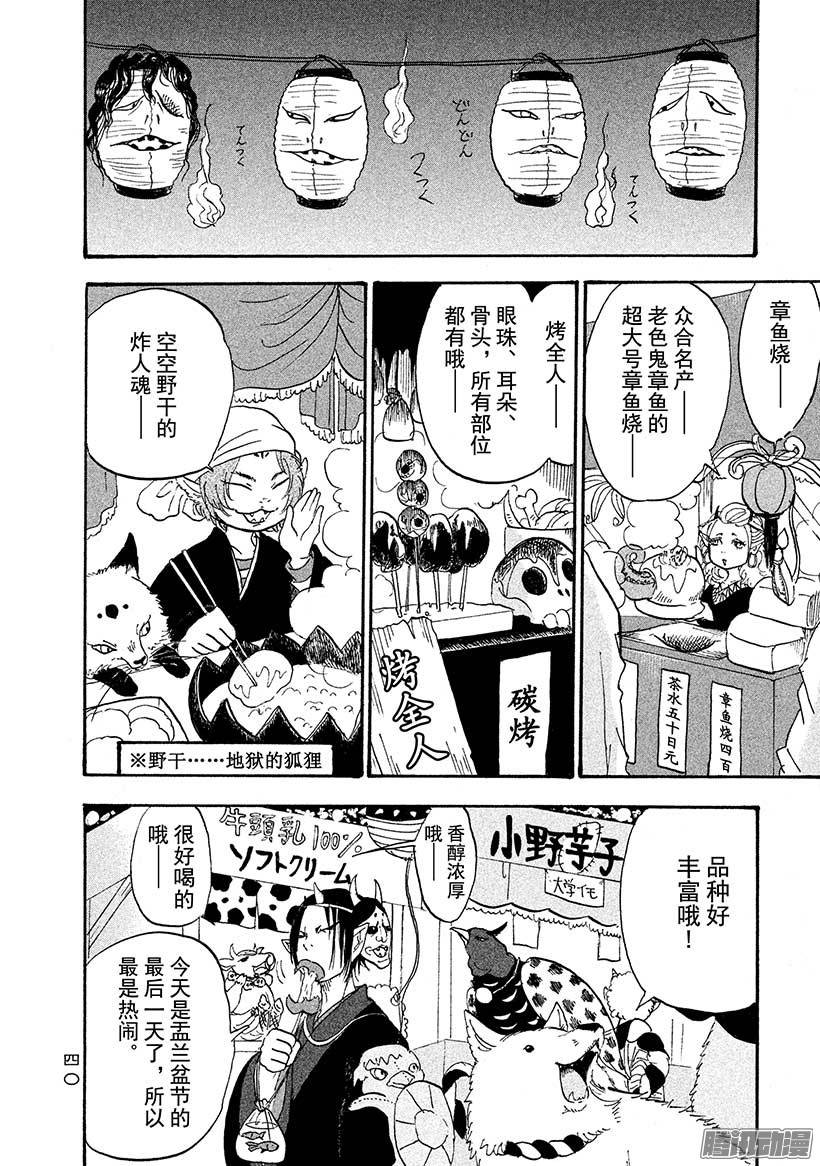 どんどん
てんつく
つくつく
てんつく
章鱼烧——
众合名产——
老色鬼章鱼的
超大号章鱼烧——
章鱼烧四百
茶水五十日元
烤全人——
眼珠、耳朵、
骨头，所有部位
都有哦——
碳烤
烤全人
空空野干的
炸人魂——
※野干……地狱的狐狸
品种好
丰富哦！
小野芋子
大学イモ
香醇浓厚
哦——
牛頭乳100%
ソフトクリーム
很好喝的
哦——
今天是盂兰盆节的
最后一天了，所以
最是热闹。
四〇
腾讯动漫